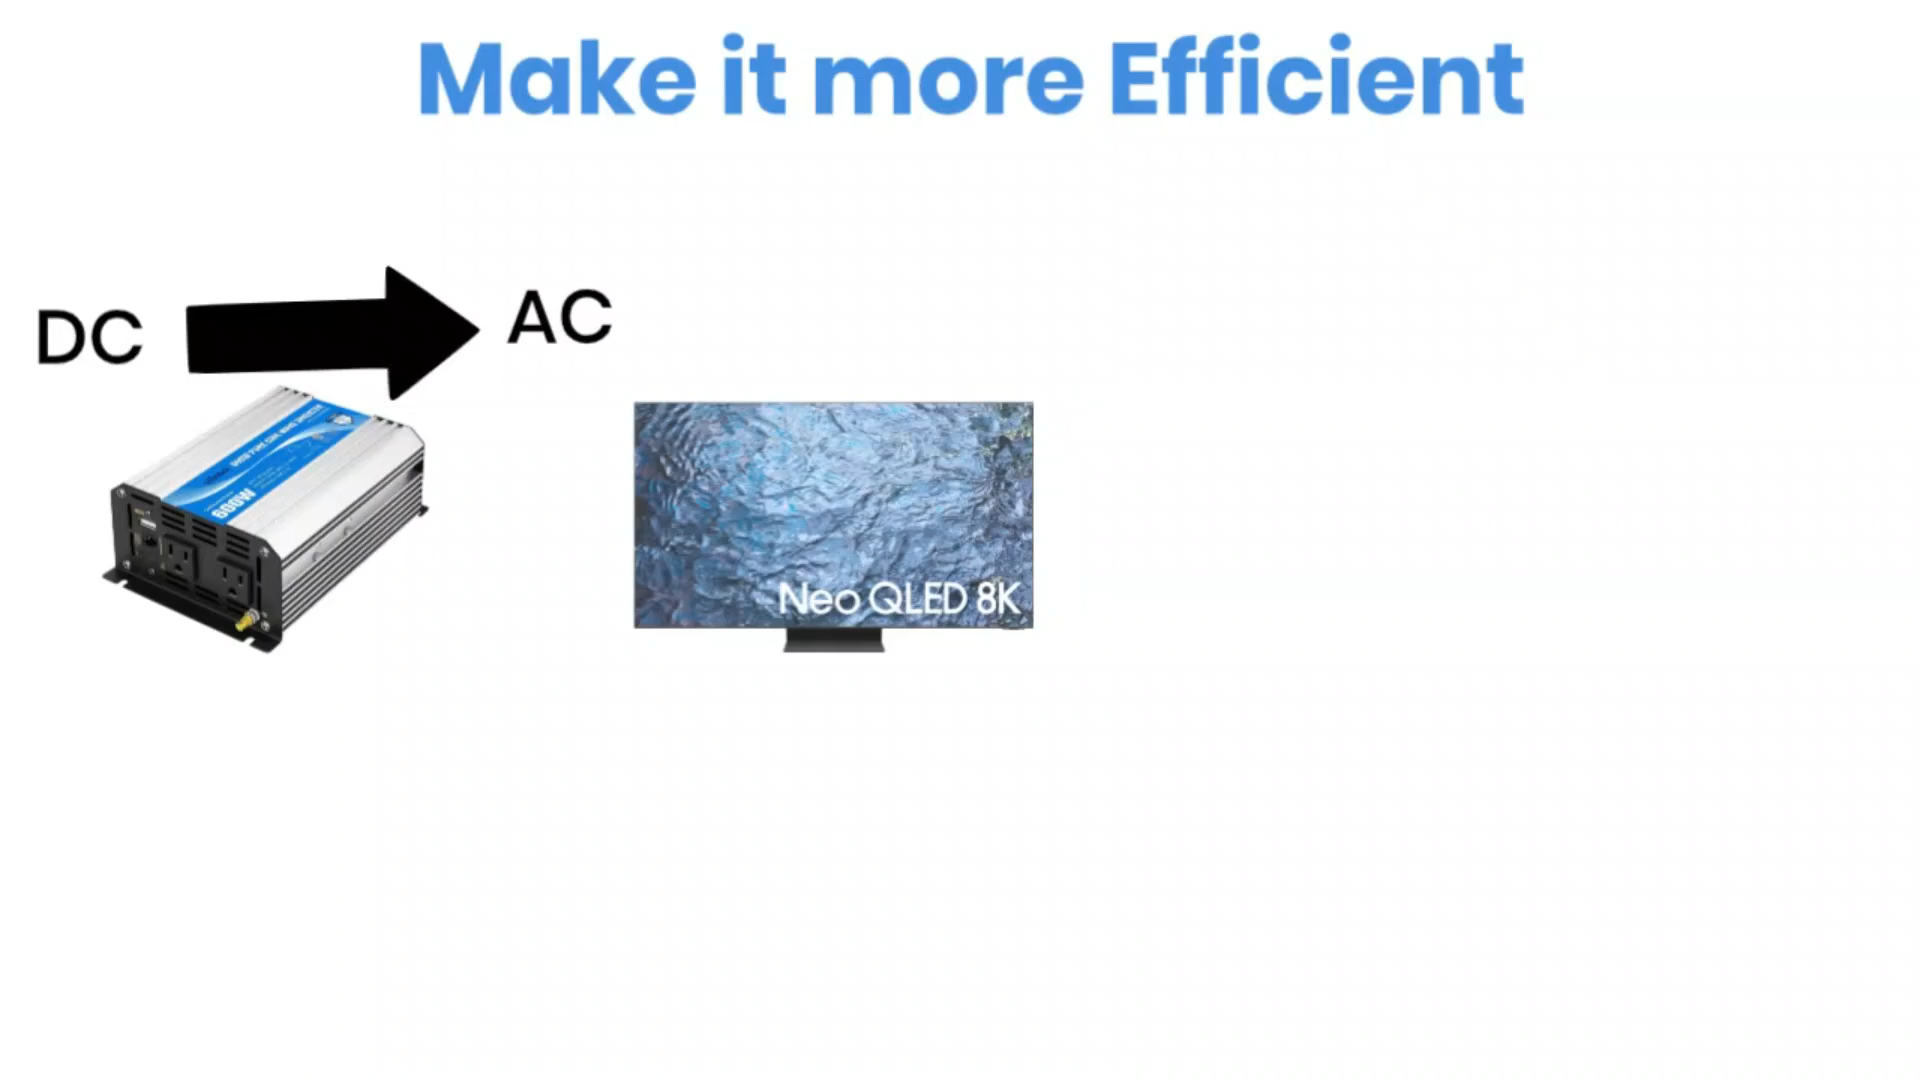 Make it more Efficient
DC
AC
600W
Neo QLED 8K